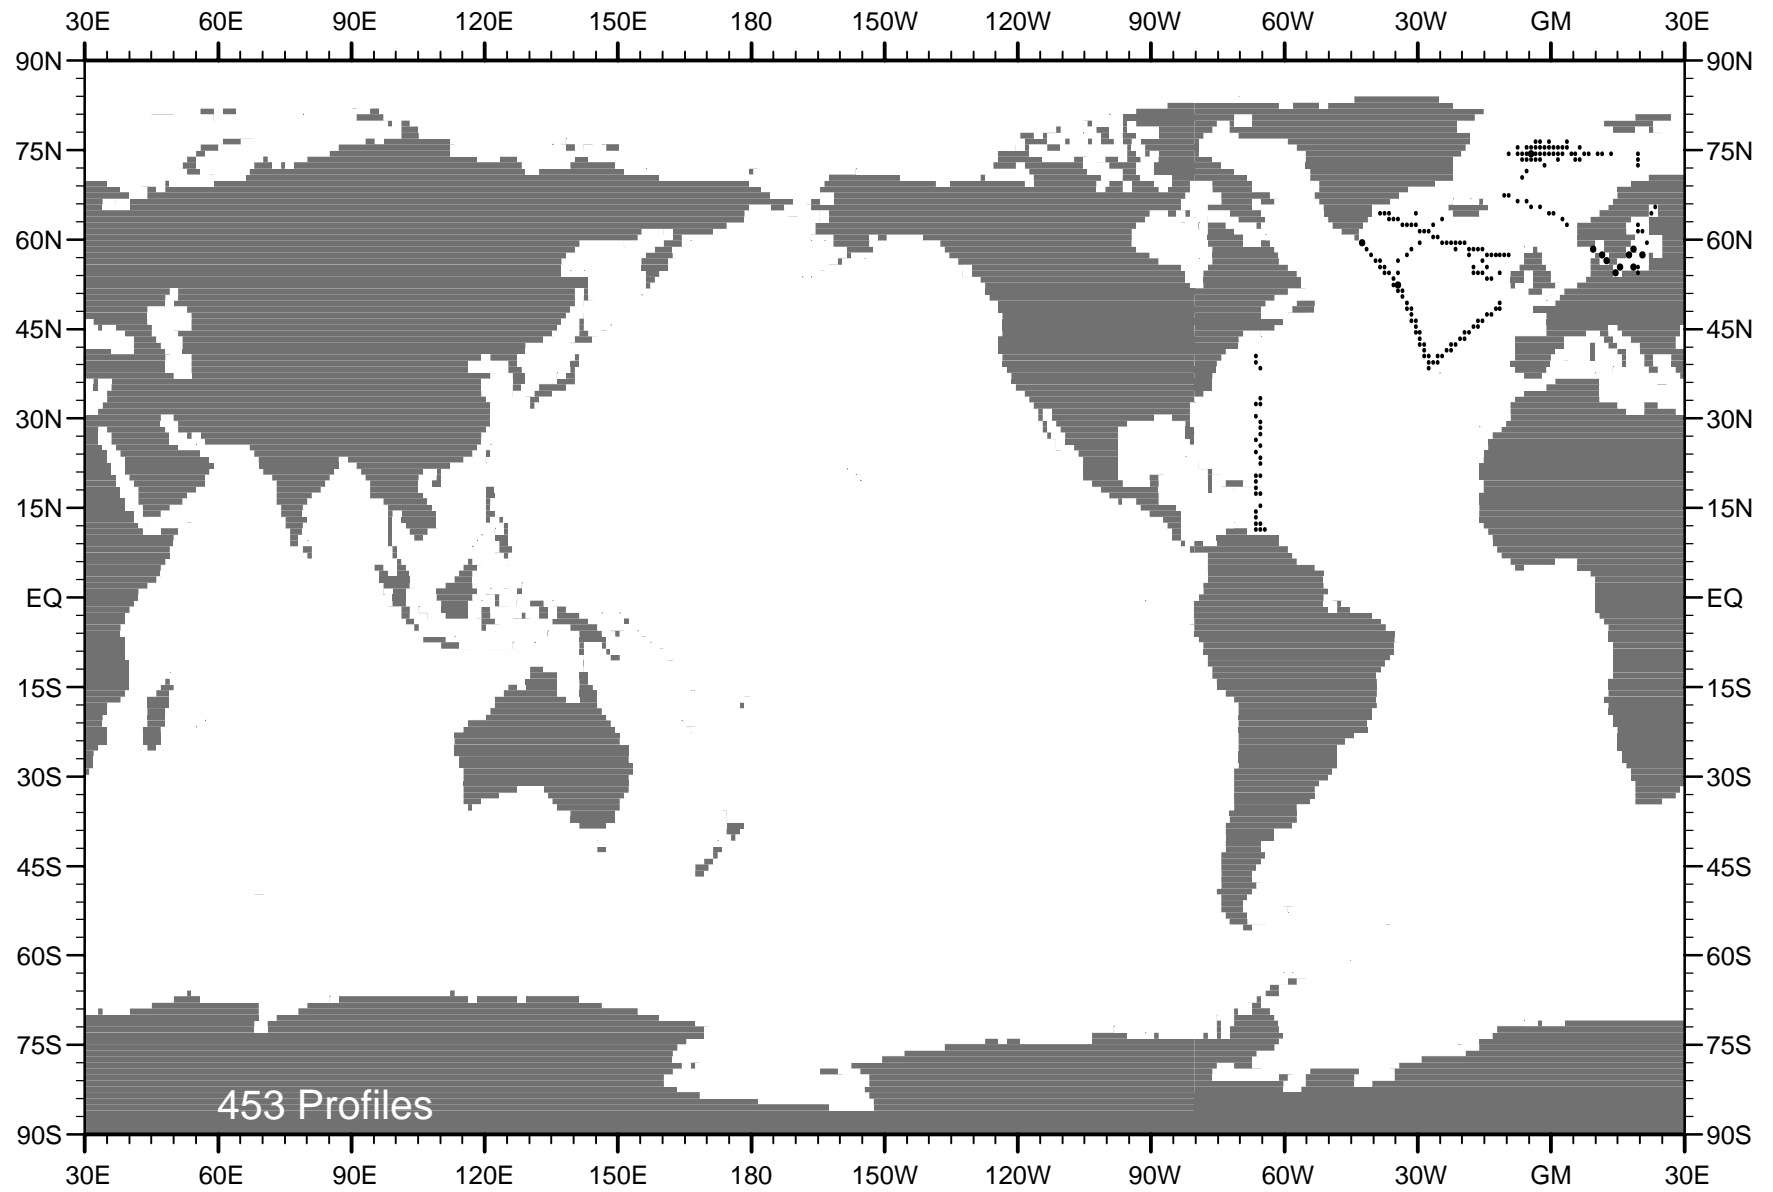 30E 60E 90E 120E 150E 180 150W 120W 90W 60W 30W GM 30E
90N 90N
75N 75N
60N 60N
45N 45N
30N 30N
15N 15N
EQ EQ
15S 15S
30S 30S
45S 45S
60S 60S
75S 75S
453 Profiles
90S 90S
30E 60E 90E 120E 150E 180 150W 120W 90W 60W 30W GM 30E